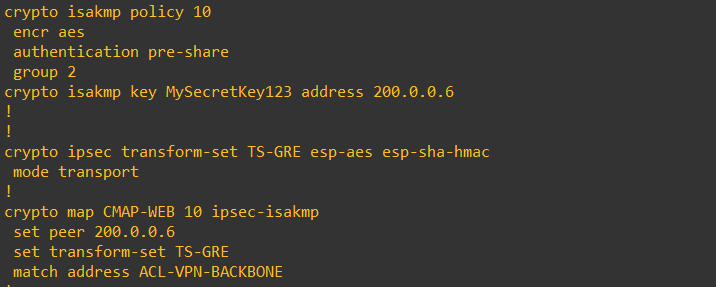 crypto isakmp policy 10
 encr aes
 authentication pre-share
 group 2
crypto isakmp key MySecretKey123 address 200.0.0.6
!
!
crypto ipsec transform-set TS-GRE esp-aes esp-sha-hmac
 mode transport
!
crypto map CMAP-WEB 10 ipsec-isakmp
 set peer 200.0.0.6
 set transform-set TS-GRE
 match address ACL-VPN-BACKBONE
!